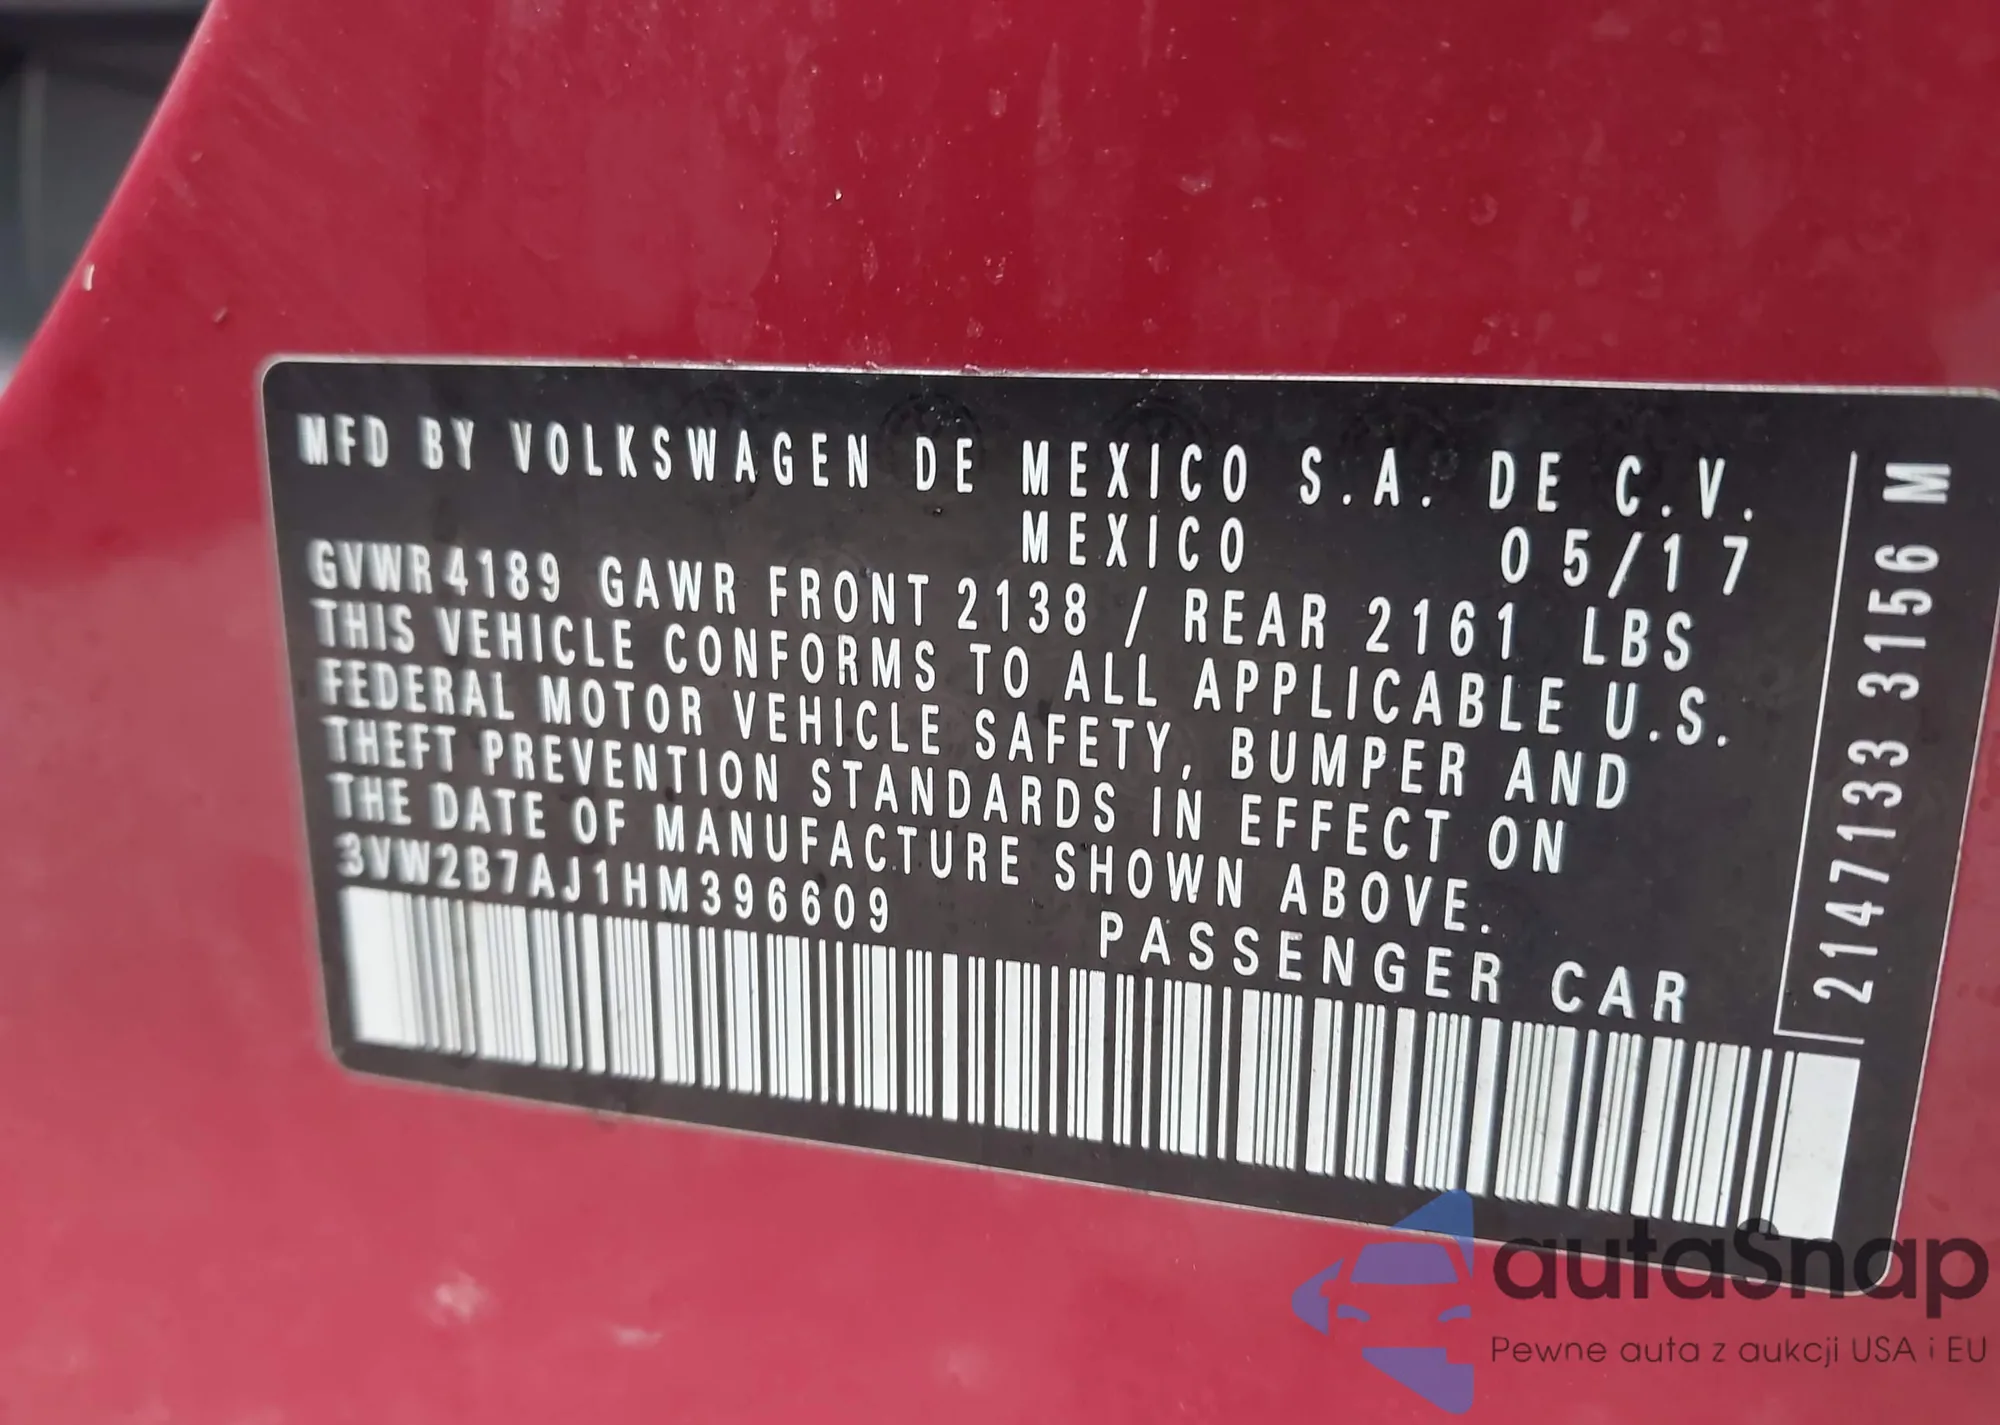 MFD BY VOLKSWAGEN DE MEXICO S.A. DE C.V.
MEXICO 05/17
GVWR 4189 GAWR FRONT 2138 / REAR 2161 LBS
THIS VEHICLE CONFORMS TO ALL APPLICABLE U.S.
FEDERAL MOTOR VEHICLE SAFETY, BUMPER AND
THEFT PREVENTION STANDARDS IN EFFECT ON
THE DATE OF MANUFACTURE SHOWN ABOVE.
3VW2B7AJ1HM396609 PASSENGER CAR
2147133 3156 M
autaSnap
Pewne auta z aukcji USA i EU